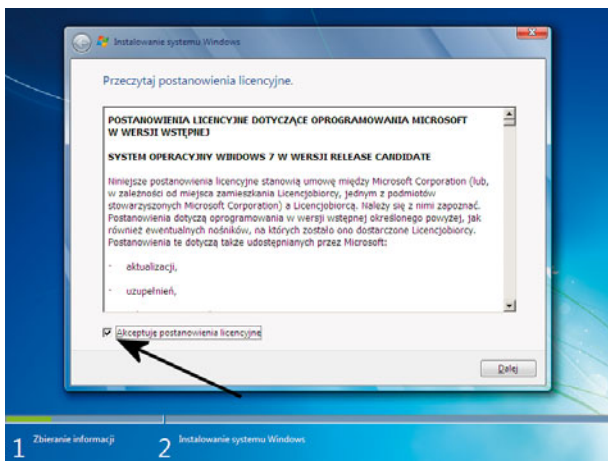 Instalowanie systemu Windows
Przeczytaj postanowienia licencyjne.
POSTANOWIENIA LICENCYJNE DOTYCZĄCE OPROGRAMOWANIA MICROSOFT
W WERSJI WSTĘPNEJ
SYSTEM OPERACYJNY WINDOWS 7 W WERSJI RELEASE CANDIDATE
Niniejsze postanowienia licencyjne stanowią umowę między Microsoft Corporation (lub,
w zależności od miejsca zamieszkania Licencjobiorcy, jednym z podmiotów
stowarzyszonych Microsoft Corporation) a Licencjobiorcą. Należy się z nimi zapoznać.
Postanowienia dotyczą oprogramowania w wersji wstępnej określonego powyżej, jak
również ewentualnych nośników, na których zostało ono dostarczone Licencjobiorcy.
Postanowienia te dotyczą także udostępnianych przez Microsoft:
· aktualizacji,
· uzupełnień,
Akceptuję postanowienia licencyjne
Dalej
1 Zbieranie informacji
2 Instalowanie systemu Windows